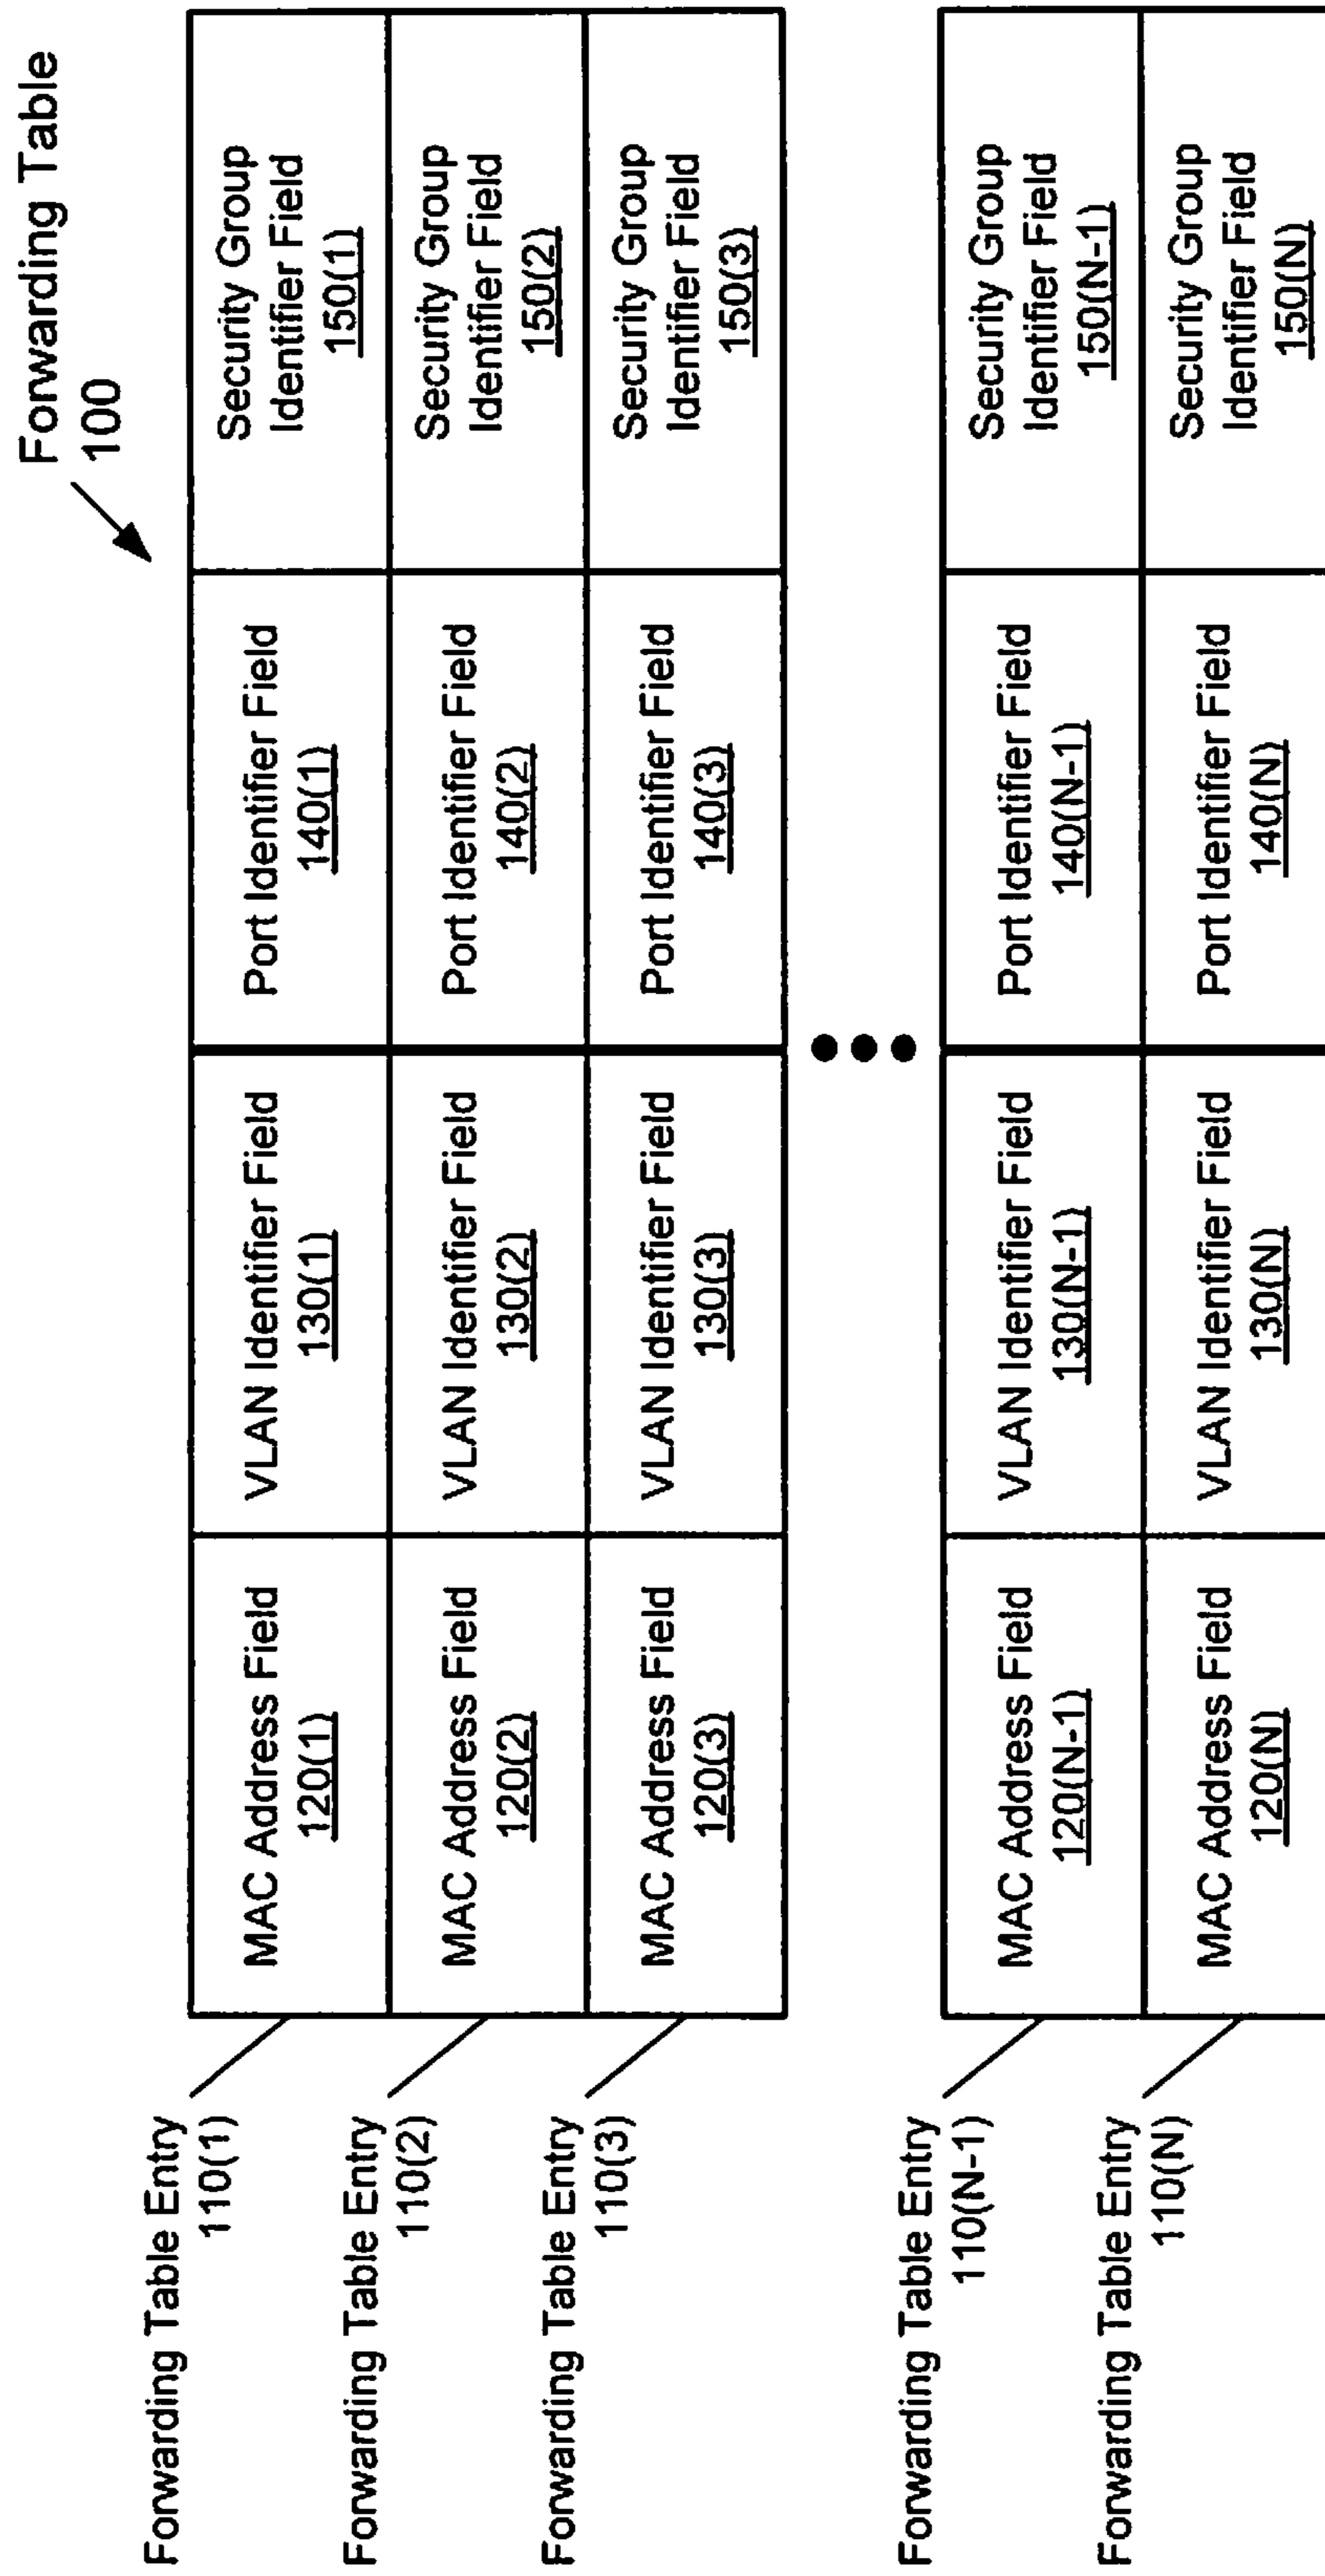 Forwarding Table
100
Forwarding Table Entry
110(1)
MAC Address Field
120(1)
VLAN Identifier Field
130(1)
Port Identifier Field
140(1)
Security Group
Identifier Field
150(1)
Forwarding Table Entry
110(2)
MAC Address Field
120(2)
VLAN Identifier Field
130(2)
Port Identifier Field
140(2)
Security Group
Identifier Field
150(2)
Forwarding Table Entry
110(3)
MAC Address Field
120(3)
VLAN Identifier Field
130(3)
Port Identifier Field
140(3)
Security Group
Identifier Field
150(3)
Forwarding Table Entry
110(N-1)
MAC Address Field
120(N-1)
VLAN Identifier Field
130(N-1)
Port Identifier Field
140(N-1)
Security Group
Identifier Field
150(N-1)
Forwarding Table Entry
110(N)
MAC Address Field
120(N)
VLAN Identifier Field
130(N)
Port Identifier Field
140(N)
Security Group
Identifier Field
150(N)